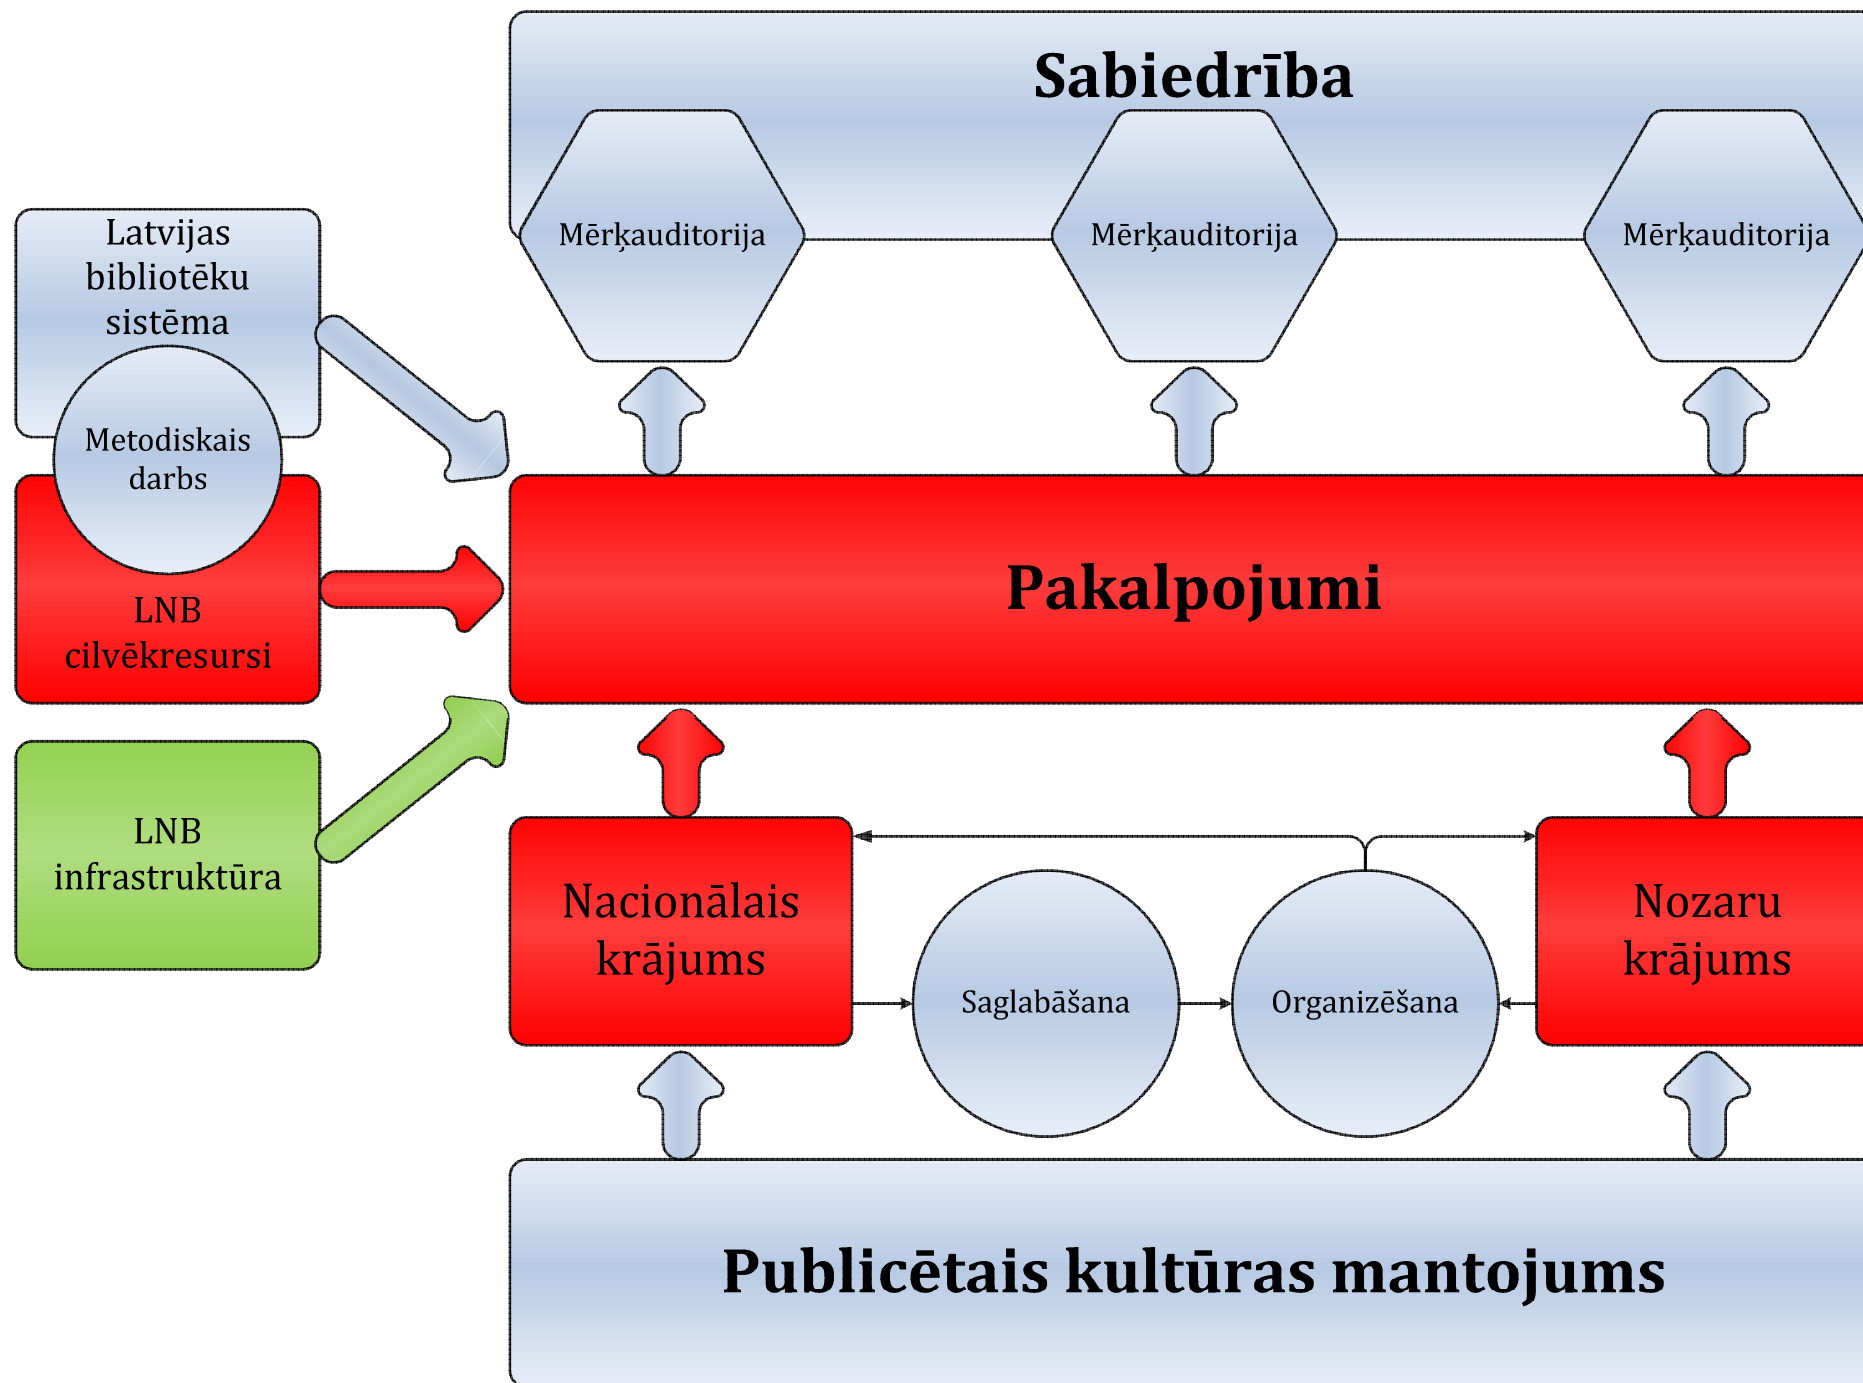 Sabiedrība
Mērķauditorija
Mērķauditorija
Mērķauditorija
Latvijas
bibliotēku
sistēma
Metodiskais
darbs
LNB
cilvēkresursi
Pakalpojumi
LNB
infrastruktūra
Nacionālais
krājums
Saglabāšana
Organizēšana
Nozaru
krājums
Publicētais kultūras mantojums